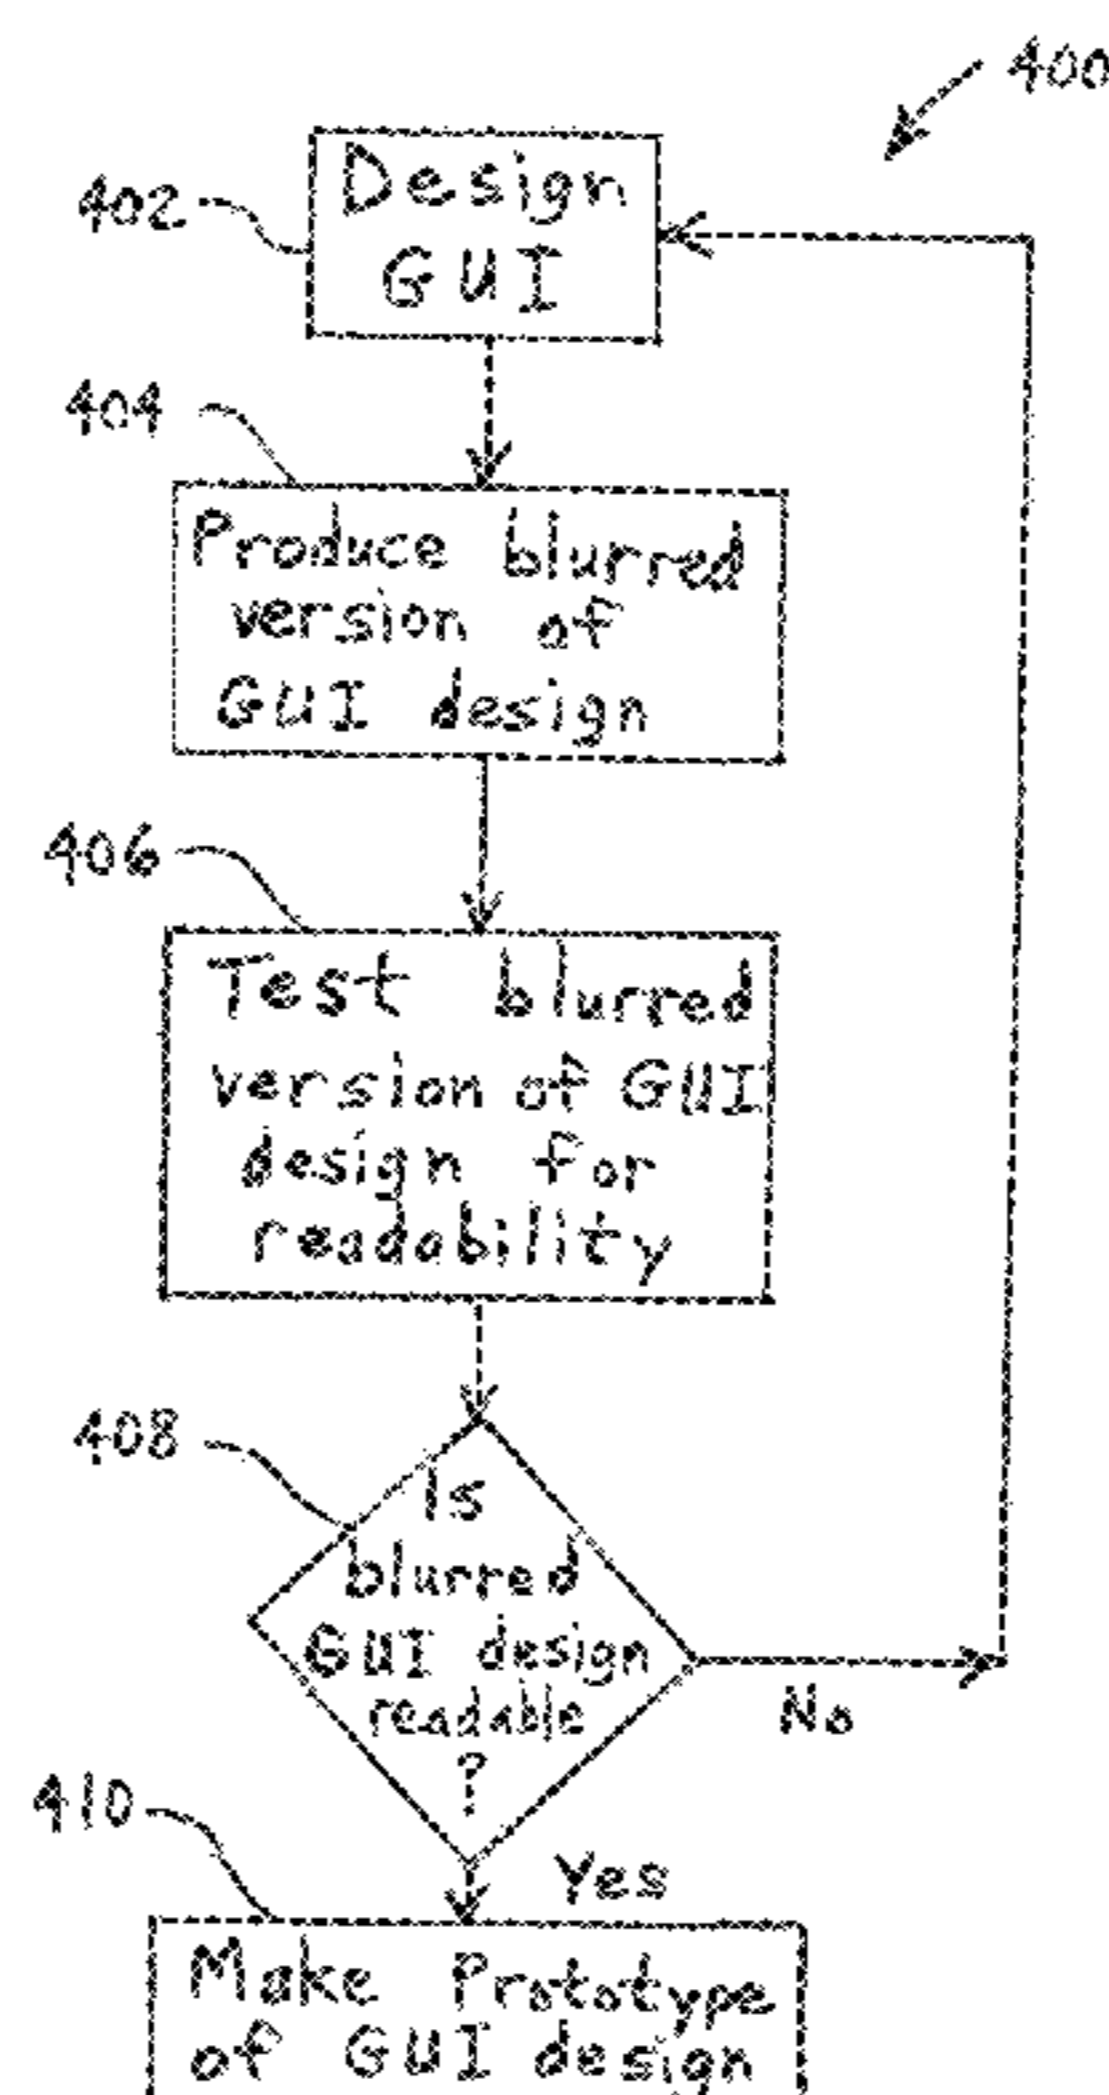 400
402
Design
GUI
404
Produce blurred
version of
GUI design
406
Test blurred
version of GUI
design for
readability
408
Is
blurred
GUI design
readable
?
No
Yes
410
Make Prototype
of GUI design